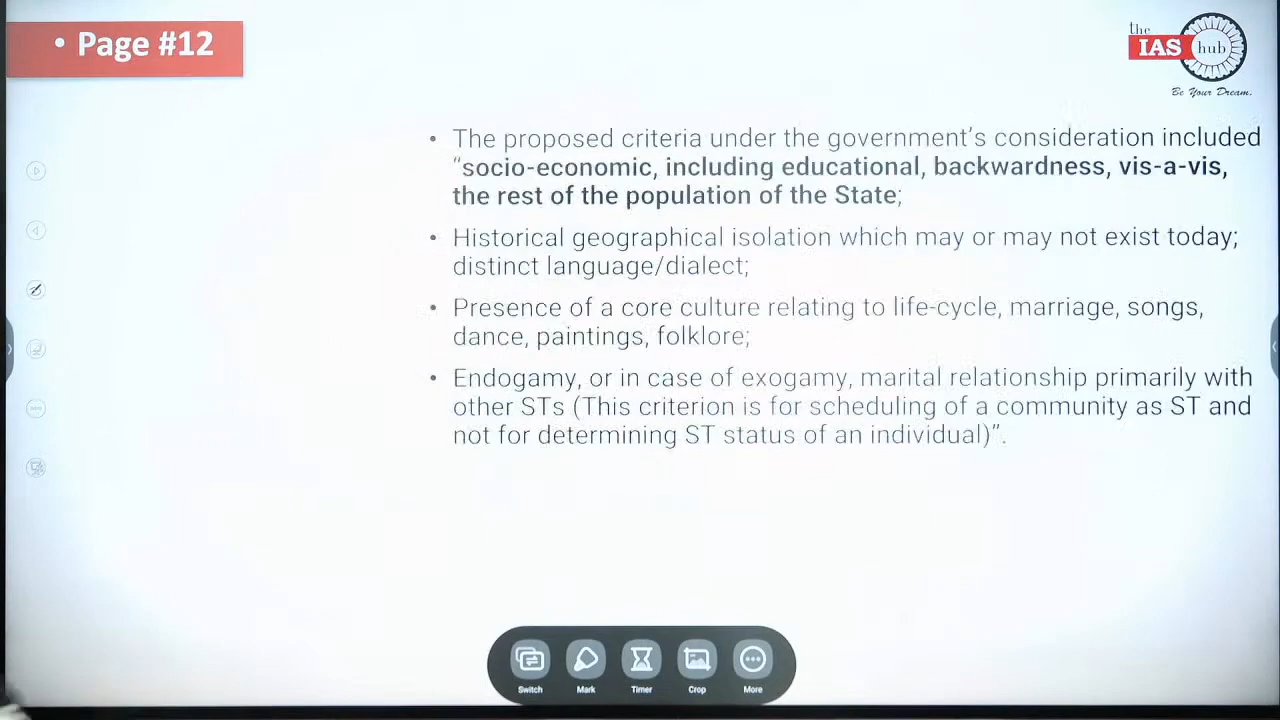 • Page #12
the
IAS hub
Be Your Dream.
• The proposed criteria under the government’s consideration included
“socio-economic, including educational, backwardness, vis-a-vis,
the rest of the population of the State;
• Historical geographical isolation which may or may not exist today;
distinct language/dialect;
• Presence of a core culture relating to life-cycle, marriage, songs,
dance, paintings, folklore;
• Endogamy, or in case of exogamy, marital relationship primarily with
other STs (This criterion is for scheduling of a community as ST and
not for determining ST status of an individual)”.
Switch Mark Timer Crop More